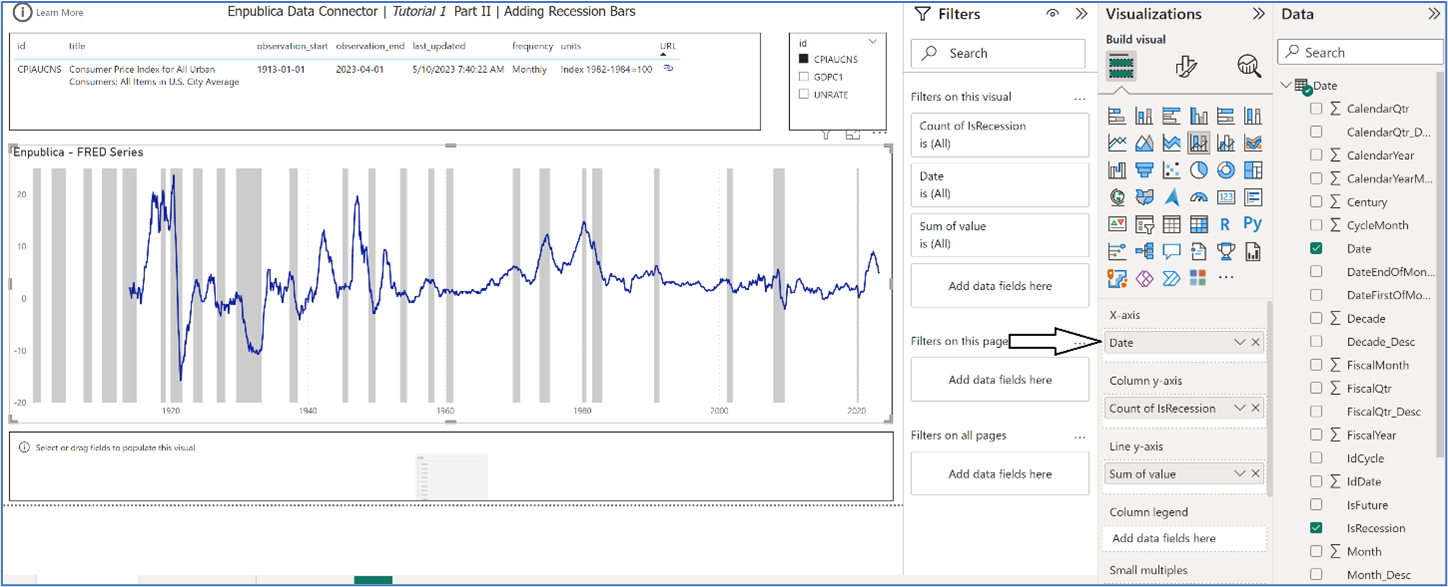 Learn More
Enpublica Data Connector | Tutorial 1 Part II | Adding Recession Bars
id title observation_start observation_end last_updated frequency units URL
CPIAUCNS Consumer Price Index for All Urban 1913-01-01 2023-04-01 5/10/2023 7:40:22 AM Monthly Index 1982-1984=100
Consumers: All Items in U.S. City Average
id
CPIAUCNS
GDPC1
UNRATE
Enpublica - FRED Series
20
10
0
-10
-20
1920 1940 1960 1980 2000 2020
Select or drag fields to populate this visual
Filters
Search
Filters on this visual
Count of IsRecession
is (All)
Date
is (All)
Sum of value
is (All)
Add data fields here
Filters on this page
Add data fields here
Filters on all pages
Add data fields here
Visualizations
Build visual
123
R Py
X-axis
Date
Column y-axis
Count of IsRecession
Line y-axis
Sum of value
Column legend
Add data fields here
Small multiples
Data
Search
Date
CalendarQtr
CalendarQtr_D...
CalendarYear
CalendarYearM...
Century
CycleMonth
Date
DateEndOfMon...
DateFirstOfMo...
Decade
Decade_Desc
FiscalMonth
FiscalQtr
FiscalQtr_Desc
FiscalYear
IdCycle
IdDate
IsFuture
IsRecession
Month
Month_Desc